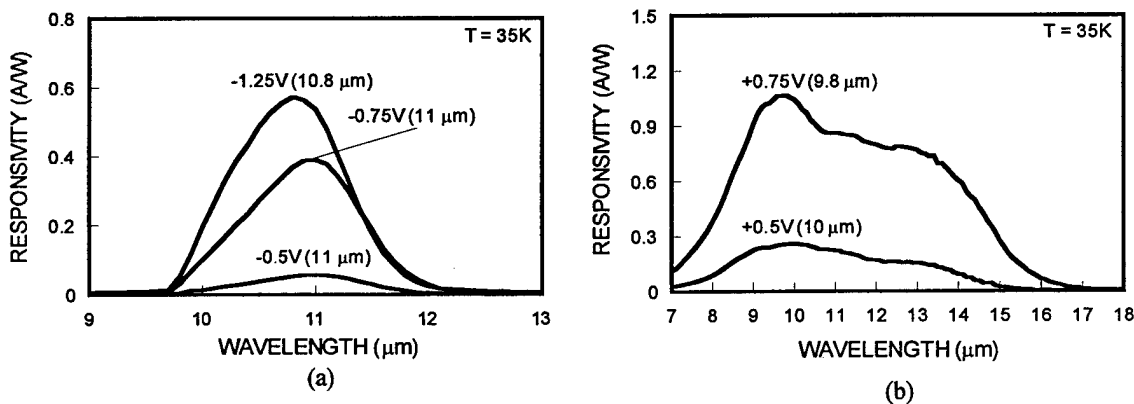 0.8
0.6
0.4
0.2
0
RESPONSIVITY (A/W)
T = 35K
-1.25V (10.8 μm)
-0.75V (11 μm)
-0.5V (11 μm)
9 10 11 12 13
WAVELENGTH (μm)
(a)
1.5
1.2
0.9
0.6
0.3
0
RESPONSIVITY (A/W)
T = 35K
+0.75V (9.8 μm)
+0.5V (10 μm)
7 8 9 10 11 12 13 14 15 16 17 18
WAVELENGTH (μm)
(b)